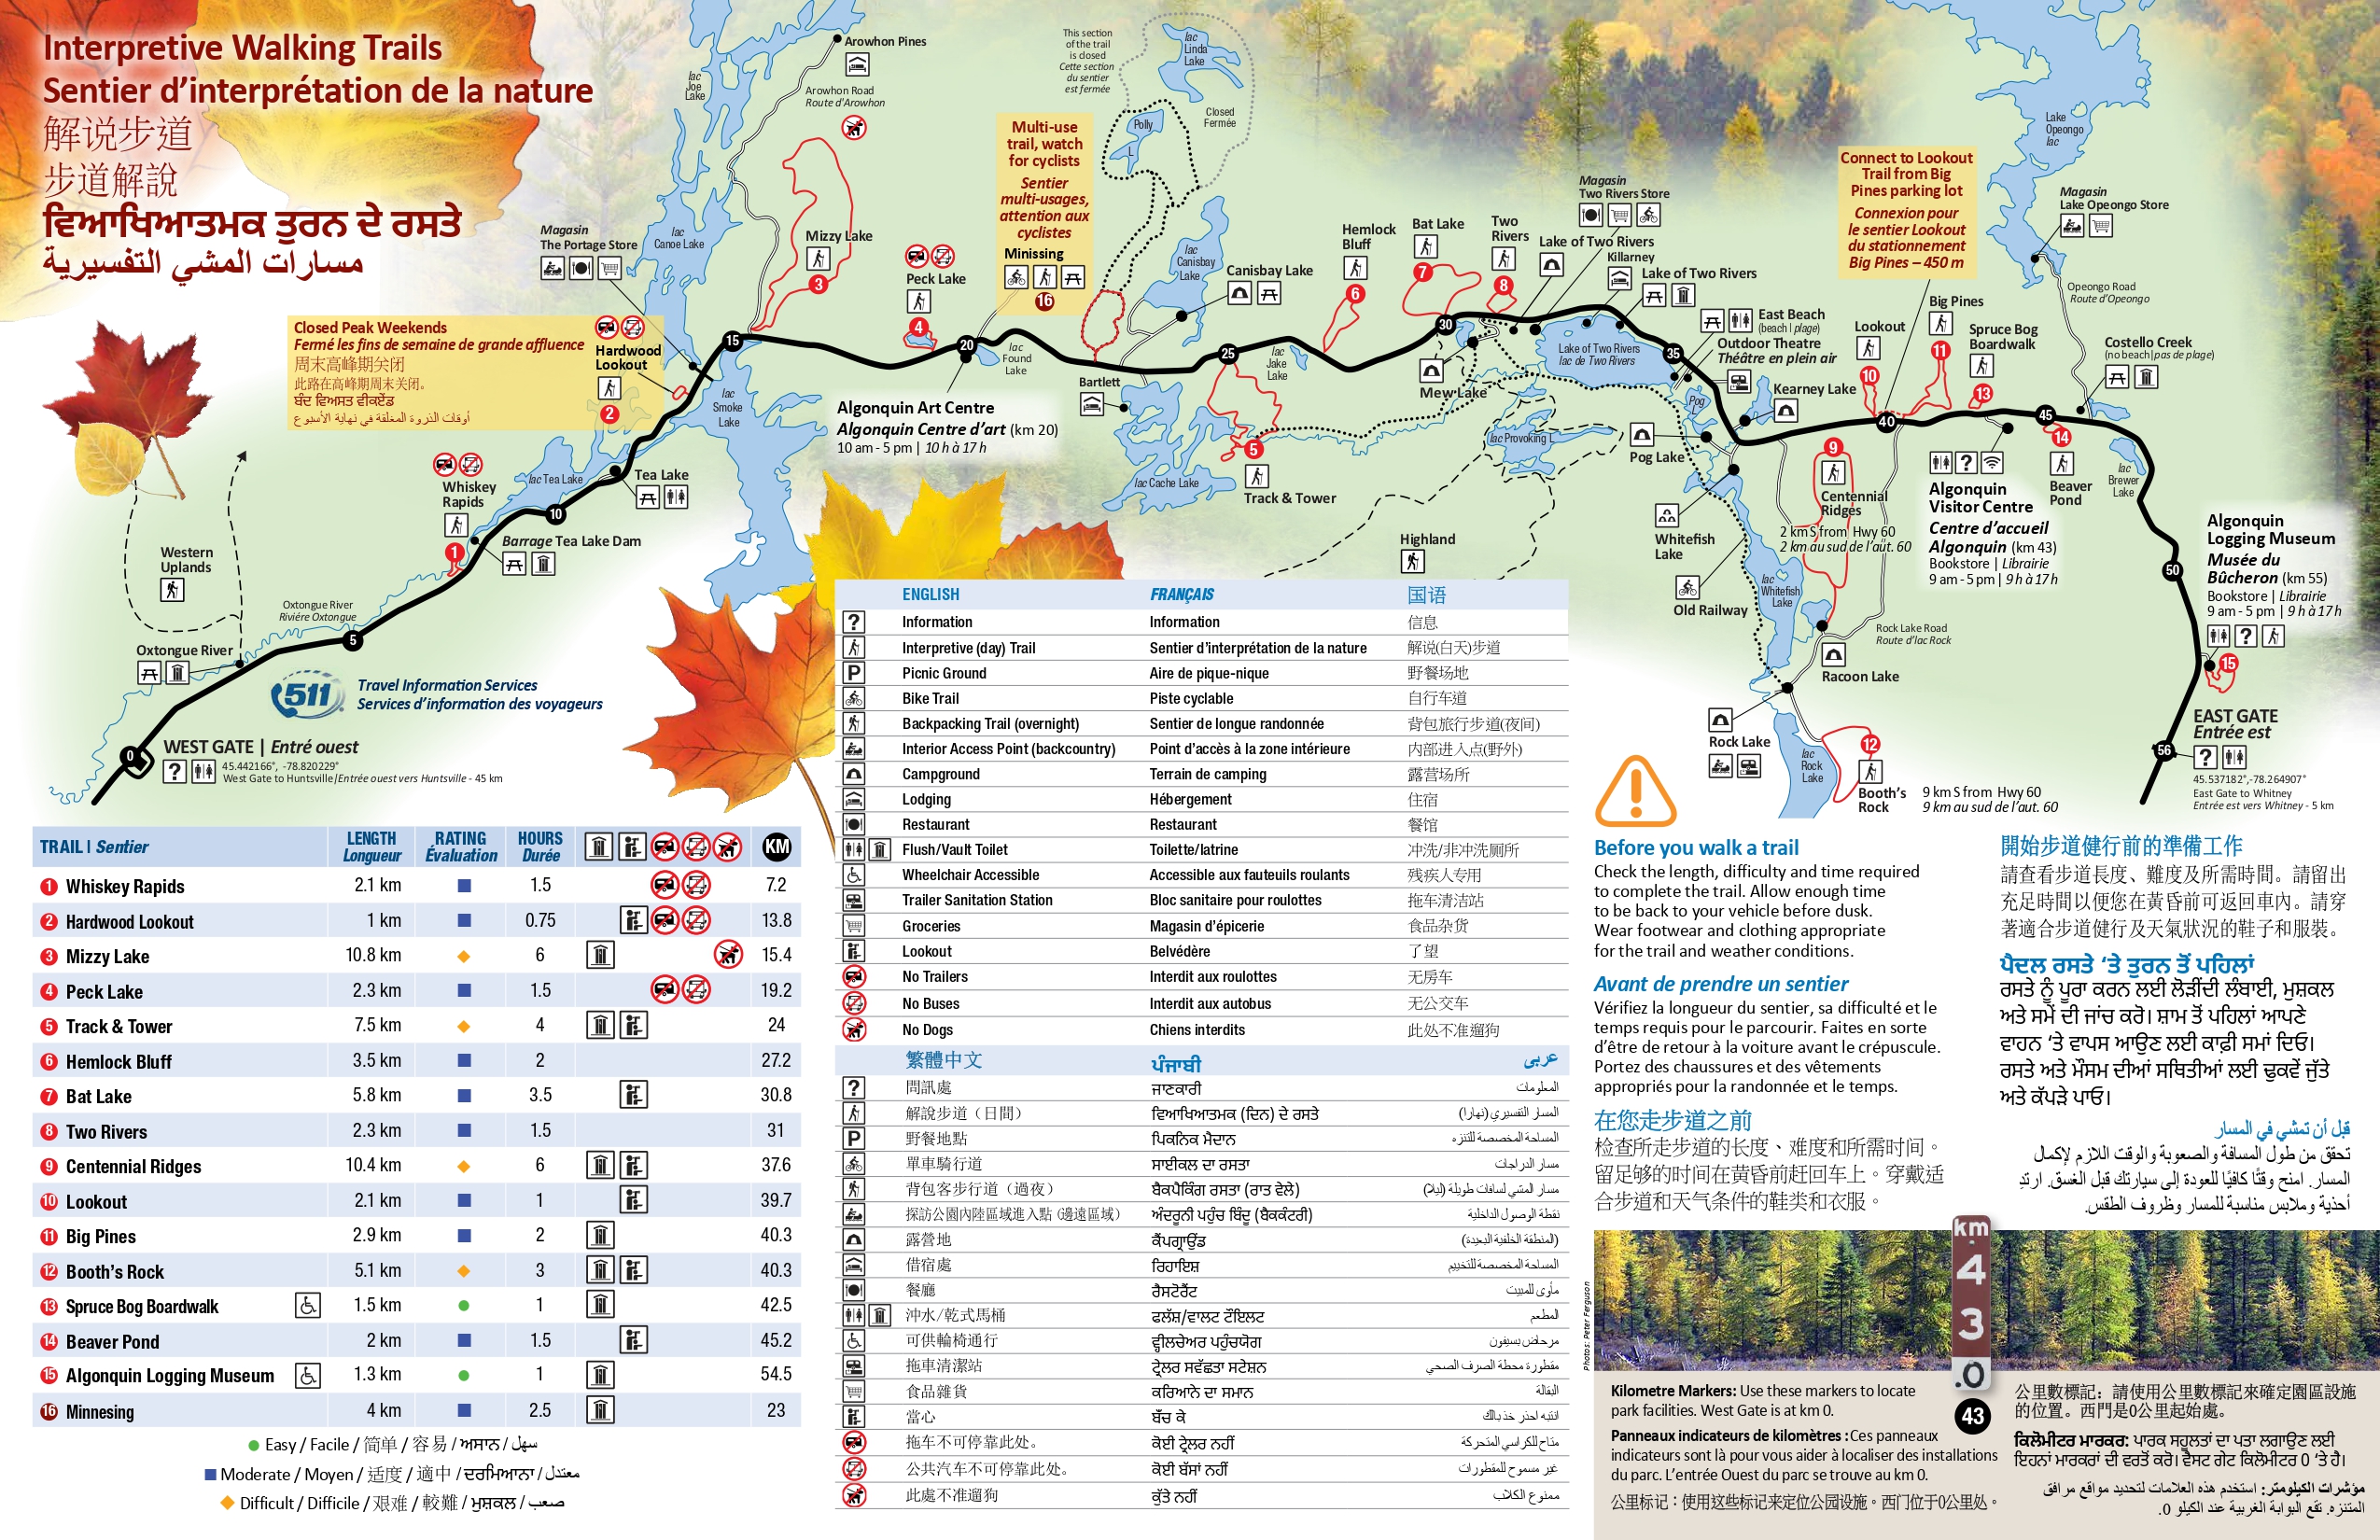 Interpretive Walking Trails
Sentier d'interprétation de la nature
解说步道
步道解說
ਵਿਆਖਿਆਤਮਕ ਤੁਰਨ ਦੇ ਰਸਤੇ
مسارات المشي التفسيرية
Closed Peak Weekends
Fermé les fins de semaine de grande affluence
周末高峰期关闭
此路在高峰期周末关闭。
ਬੰਦ ਵਿਅਸਤ ਵੀਕਏਂਡ
أوقات الذروة المغلقة في نهاية الأسبوع
Hardwood
Lookout
2
Magasin
The Portage Store
lac
Joe
Lake
lac
Canoe Lake
Arowhon Pines
Arowhon Road
Route d'Arowhon
Mizzy Lake
3
Peck Lake
4
Multi-use
trail, watch
for cyclists
Sentier
multi-usages,
attention aux
cyclistes
Minissing
16
This section
of the trail
is closed
Cette section
du sentier
est fermée
lac
Linda
Lake
Closed
Fermée
Polly
L
lac
Canisbay
Lake
Canisbay Lake
Hemlock
Bluff
6
Bat Lake
7
Two
Rivers
8
Magasin
Two Rivers Store
Lake of Two Rivers
Killarney
Lake of Two Rivers
East Beach
(beach | plage)
Outdoor Theatre
Théâtre en plein air
Lake of Two Rivers
lac de Two Rivers
Kearney Lake
Connect to Lookout
Trail from Big
Pines parking lot
Connexion pour
le sentier Lookout
du stationnement
Big Pines – 450 m
Lookout
10
Big Pines
11
Spruce Bog
Boardwalk
13
Lake
Opeongo
lac
Magasin
Lake Opeongo Store
Opeongo Road
Route d'Opeongo
Costello Creek
(no beach|pas de plage)
0
5
10
15
20
25
30
35
40
45
50
56
Western
Uplands
Oxtongue River
Riviére Oxtongue
Oxtongue River
Whiskey
Rapids
1
lac Tea Lake
Tea Lake
Barrage Tea Lake Dam
lac
Smoke
Lake
lac
Found
Lake
Algonquin Art Centre
Algonquin Centre d'art (km 20)
10 am - 5 pm | 10 h à 17 h
Bartlett
lac
Jake
Lake
lac Cache Lake
5
Track & Tower
Mew Lake
lac Provoking L
Highland
Pog
Pog Lake
Whitefish
Lake
Old Railway
lac
Whitefish
Lake
9
Centennial
Ridges
2 km S from Hwy 60
2 km au sud de l'aut. 60
Rock Lake Road
Route d'lac Rock
Racoon Lake
Rock Lake
lac
Rock
Lake
12
Booth's
Rock
9 km S from Hwy 60
9 km au sud de l'aut. 60
Algonquin
Visitor Centre
Centre d'accueil
Algonquin (km 43)
Bookstore | Librairie
9 am - 5 pm | 9 h à 17 h
14
Beaver
Pond
lac
Brewer
Lake
Algonquin
Logging Museum
Musée du
Bûcheron (km 55)
Bookstore | Librairie
9 am - 5 pm | 9 h à 17 h
15
EAST GATE
Entrée est
45.537182°,-78.264907°
East Gate to Whitney
Entrée est vers Whitney - 5 km
511
Travel Information Services
Services d'information des voyageurs
WEST GATE | Entré ouest
45.442166°, -78.820229°
West Gate to Huntsville/Entrée ouest vers Huntsville - 45 km
TRAIL | Sentier LENGTH Longueur RATING Évaluation HOURS Durée KM
1 Whiskey Rapids 2.1 km 1.5 7.2
2 Hardwood Lookout 1 km 0.75 13.8
3 Mizzy Lake 10.8 km 6 15.4
4 Peck Lake 2.3 km 1.5 19.2
5 Track & Tower 7.5 km 4 24
6 Hemlock Bluff 3.5 km 2 27.2
7 Bat Lake 5.8 km 3.5 30.8
8 Two Rivers 2.3 km 1.5 31
9 Centennial Ridges 10.4 km 6 37.6
10 Lookout 2.1 km 1 39.7
11 Big Pines 2.9 km 2 40.3
12 Booth's Rock 5.1 km 3 40.3
13 Spruce Bog Boardwalk 1.5 km 1 42.5
14 Beaver Pond 2 km 1.5 45.2
15 Algonquin Logging Museum 1.3 km 1 54.5
16 Minnesing 4 km 2.5 23
Easy / Facile / 简单 / 容易 / ਅਸਾਨ / سهل
Moderate / Moyen / 适度 / 適中 / ਦਰਮਿਆਨਾ / معتدل
Difficult / Difficile / 艰难 / 較難 / ਮੁਸ਼ਕਲ / صعب
ENGLISH FRANÇAIS 国语
? Information Information 信息
Interpretive (day) Trail Sentier d'interprétation de la nature 解说(白天)步道
P Picnic Ground Aire de pique-nique 野餐场地
Bike Trail Piste cyclable 自行车道
Backpacking Trail (overnight) Sentier de longue randonnée 背包旅行步道(夜间)
Interior Access Point (backcountry) Point d'accès à la zone intérieure 内部进入点(野外)
Campground Terrain de camping 露营场所
Lodging Hébergement 住宿
Restaurant Restaurant 餐馆
Flush/Vault Toilet Toilette/latrine 冲洗/非冲洗厕所
Wheelchair Accessible Accessible aux fauteuils roulants 残疾人专用
Trailer Sanitation Station Bloc sanitaire pour roulottes 拖车清洁站
Groceries Magasin d'épicerie 食品杂货
Lookout Belvédère 了望
No Trailers Interdit aux roulottes 无房车
No Buses Interdit aux autobus 无公交车
No Dogs Chiens interdits 此处不准遛狗
繁體中文 ਪੰਜਾਬੀ عربى
? 問訊處 ਜਾਣਕਾਰੀ المعلومات
解說步道（日間） ਵਿਆਖਿਆਤਮਕ (ਦਿਨ) ਦੇ ਰਸਤੇ المسار التفسيري (نهارا)
P 野餐地點 ਪਿਕਨਿਕ ਮੈਦਾਨ المساحة المخصصة للتنزه
單車騎行道 ਸਾਈਕਲ ਦਾ ਰਸਤਾ مسار الدراجات
背包客步行道（過夜） ਬੈਕਪੈਕਿੰਗ ਰਸਤਾ (ਰਾਤ ਵੇਲੇ) مسار المشي لسافات طويلة (ليلا)
探訪公園內陸區域進入點（邊遠區域） ਅੰਦਰੂਨੀ ਪਹੁੰਚ ਬਿੰਦੂ (ਬੈਕਕੰਟਰੀ) نقطة الوصول الداخلية
露營地 ਕੈਂਪਗ੍ਰਾਉਂਡ (المنطقة الخلفية البعيدة)
借宿處 ਰਿਹਾਇਸ਼ المساحة المخصصة للتخييم
餐廳 ਰੈਸਟੋਰੈਂਟ مأوى للمبيت
沖水/乾式馬桶 ਫਲੱਸ਼/ਵਾਲਟ ਟੌਇਲਟ المطعم
可供輪椅通行 ਵ੍ਹੀਲਚੇਅਰ ਪਹੁੰਚਯੋਗ مرحاض بسيفون
拖車清潔站 ਟ੍ਰੇਲਰ ਸਵੱਛਤਾ ਸਟੇਸ਼ਨ مقطورة محطة الصرف الصحي
食品雜貨 ਕਰਿਆਨੇ ਦਾ ਸਮਾਨ البقالة
當心 ਬੱਚ ਕੇ انتبه احذر خذ بالك
拖车不可停靠此处。 ਕੋਈ ਟ੍ਰੇਲਰ ਨਹੀਂ متاح للكراسي المتحركة
公共汽车不可停靠此处。 ਕੋਈ ਬੱਸਾਂ ਨਹੀਂ غير مسموح للمقطورات
此處不准遛狗 ਕੁੱਤੇ ਨਹੀਂ ممنوع الكلاب
Before you walk a trail
Check the length, difficulty and time required
to complete the trail. Allow enough time
to be back to your vehicle before dusk.
Wear footwear and clothing appropriate
for the trail and weather conditions.
Avant de prendre un sentier
Vérifiez la longueur du sentier, sa difficulté et le
temps requis pour le parcourir. Faites en sorte
d'être de retour à la voiture avant le crépuscule.
Portez des chaussures et des vêtements
appropriés pour la randonnée et le temps.
在您走步道之前
检查所走步道的长度、难度和所需时间。
留足够的时间在黄昏前赶回车上。穿戴适
合步道和天气条件的鞋类和衣服。
開始步道健行前的準備工作
請查看步道長度、難度及所需時間。請留出
充足時間以便您在黃昏前可返回車內。請穿
著適合步道健行及天氣狀況的鞋子和服裝。
ਪੈਦਲ ਰਸਤੇ 'ਤੇ ਤੁਰਨ ਤੋਂ ਪਹਿਲਾਂ
ਰਸਤੇ ਨੂੰ ਪੂਰਾ ਕਰਨ ਲਈ ਲੋੜੀਂਦੀ ਲੰਬਾਈ, ਮੁਸ਼ਕਲ
ਅਤੇ ਸਮੇਂ ਦੀ ਜਾਂਚ ਕਰੋ। ਸ਼ਾਮ ਤੋਂ ਪਹਿਲਾਂ ਆਪਣੇ
ਵਾਹਨ 'ਤੇ ਵਾਪਸ ਆਉਣ ਲਈ ਕਾਫ਼ੀ ਸਮਾਂ ਦਿਓ।
ਰਸਤੇ ਅਤੇ ਮੌਸਮ ਦੀਆਂ ਸਥਿਤੀਆਂ ਲਈ ਢੁਕਵੇਂ ਜੁੱਤੇ
ਅਤੇ ਕੱਪੜੇ ਪਾਓ।
قبل أن تمشي في المسار
تحقق من طول المسافة والصعوبة والوقت اللازم لإكمال
المسار. امنح وقتًا كافيًا للعودة إلى سيارتك قبل الغسق. ارتدِ
أحذية وملابس مناسبة للمسار وظروف الطقس.
Photos: Peter Ferguson
km
4
3
.0
43
Kilometre Markers: Use these markers to locate
park facilities. West Gate is at km 0.
Panneaux indicateurs de kilomètres : Ces panneaux
indicateurs sont là pour vous aider à localiser des installations
du parc. L'entrée Ouest du parc se trouve au km 0.
公里标记：使用这些标记来定位公园设施。西门位于0公里处。
公里數標記：請使用公里數標記來確定園區設施
的位置。西門是0公里起始處。
ਕਿਲੋਮੀਟਰ ਮਾਰਕਰ: ਪਾਰਕ ਸਹੂਲਤਾਂ ਦਾ ਪਤਾ ਲਗਾਉਣ ਲਈ
ਇਹਨਾਂ ਮਾਰਕਰਾਂ ਦੀ ਵਰਤੋਂ ਕਰੋ। ਵੈਸਟ ਗੇਟ ਕਿਲੋਮੀਟਰ 0 'ਤੇ ਹੈ।
مؤشرات الكيلومتر: استخدم هذه العلامات لتحديد مواقع مرافق
المتنزه. تقع البوابة الغربية عند الكيلو 0.